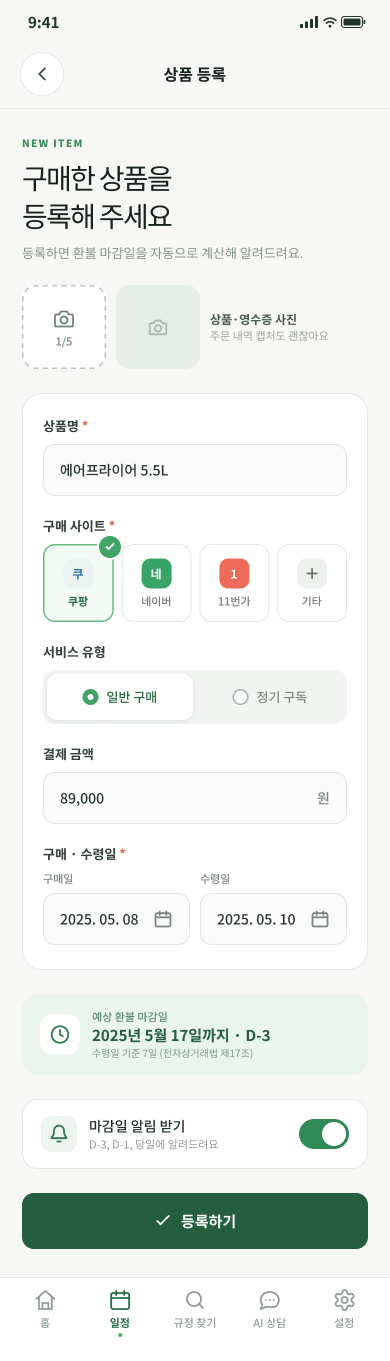 9:41
상품 등록
NEW ITEM
구매한 상품을
등록해 주세요
등록하면 환불 마감일을 자동으로 계산해 알려드려요.
1/5
상품·영수증 사진
주문 내역 캡처도 괜찮아요
상품명 *
에어프라이어 5.5L
구매 사이트 *
쿠 네 1 +
쿠팡 네이버 11번가 기타
서비스 유형
일반 구매 정기 구독
결제 금액
89,000 원
구매 · 수령일 *
구매일 수령일
2025. 05. 08 2025. 05. 10
예상 환불 마감일
2025년 5월 17일까지 · D-3
수령일 기준 7일 (전자상거래법 제17조)
마감일 알림 받기
D-3, D-1, 당일에 알려드려요
등록하기
홈 일정 규정 찾기 AI 상담 설정